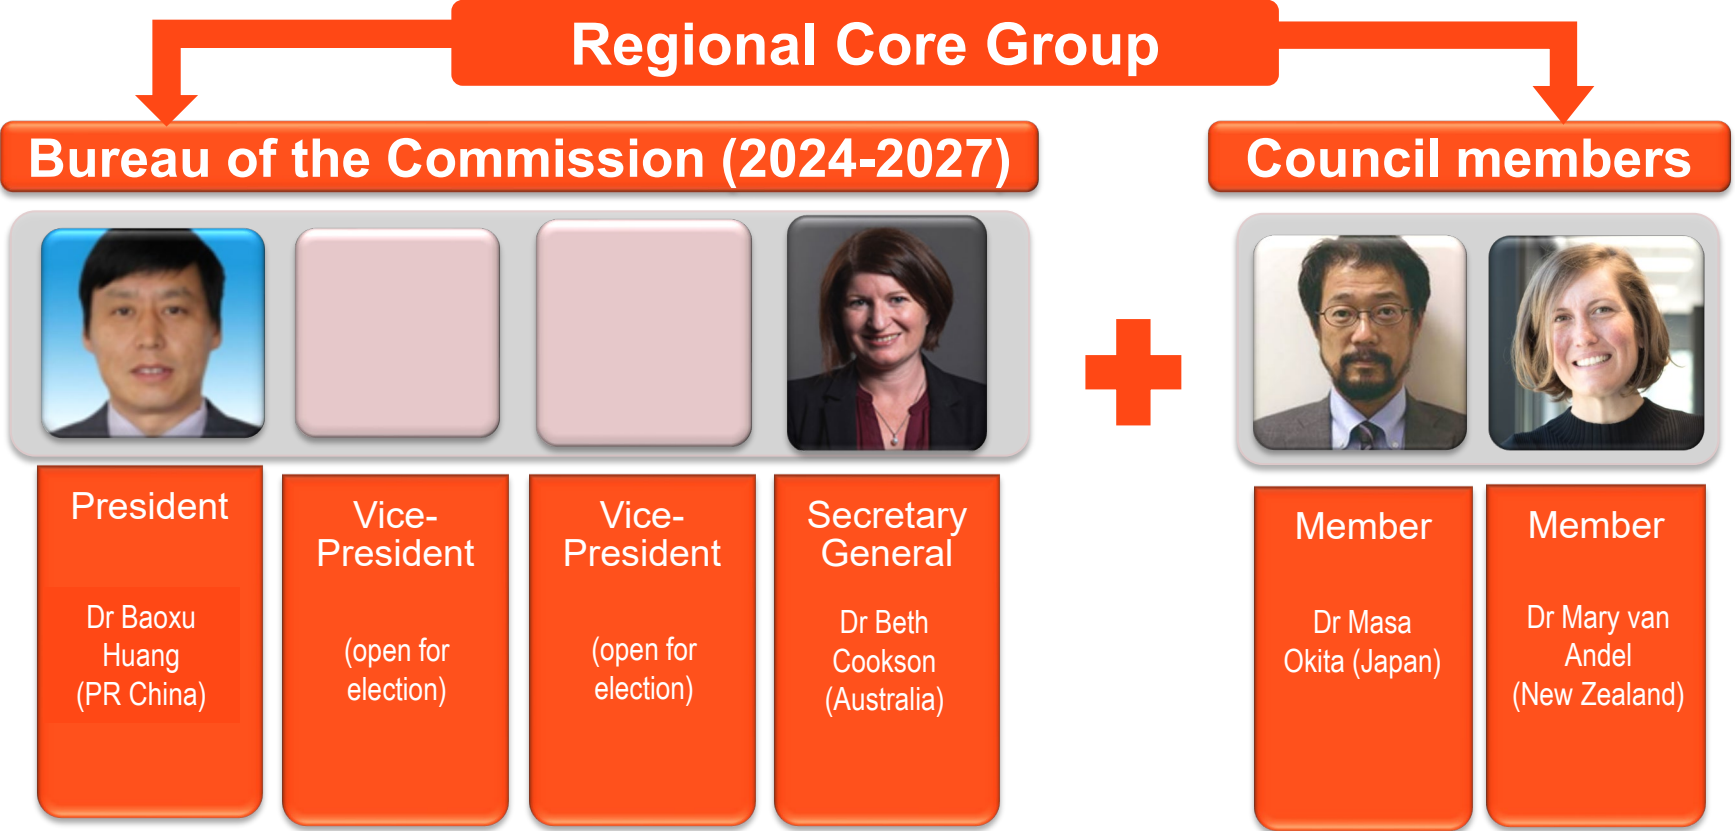 Regional Core Group
Bureau of the Commission (2024-2027)
Council members
President
Dr Baoxu
Huang
(PR China)
Vice-
President
(open for
election)
Vice-
President
(open for
election)
Secretary
General
Dr Beth
Cookson
(Australia)
Member
Dr Masa
Okita (Japan)
Member
Dr Mary van
Andel
(New Zealand)